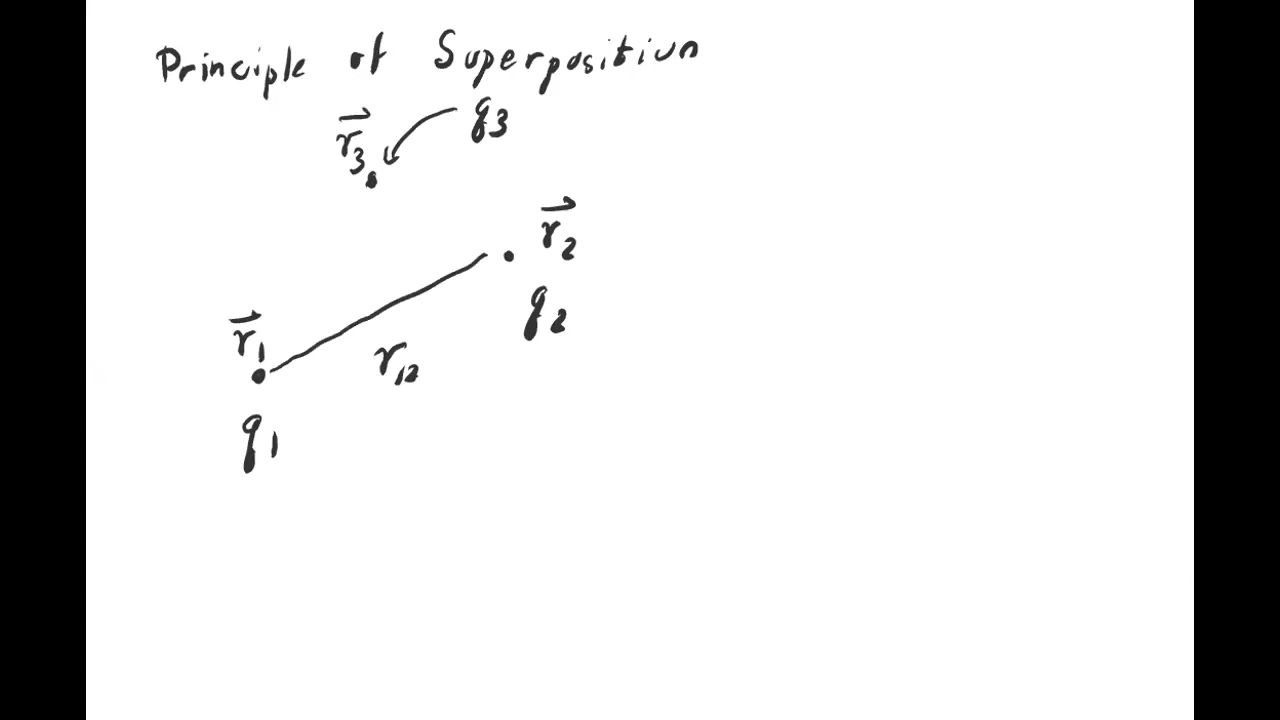 Principle of Superposition
r⃗3 q3
r⃗2
q2
r⃗1
r12
q1